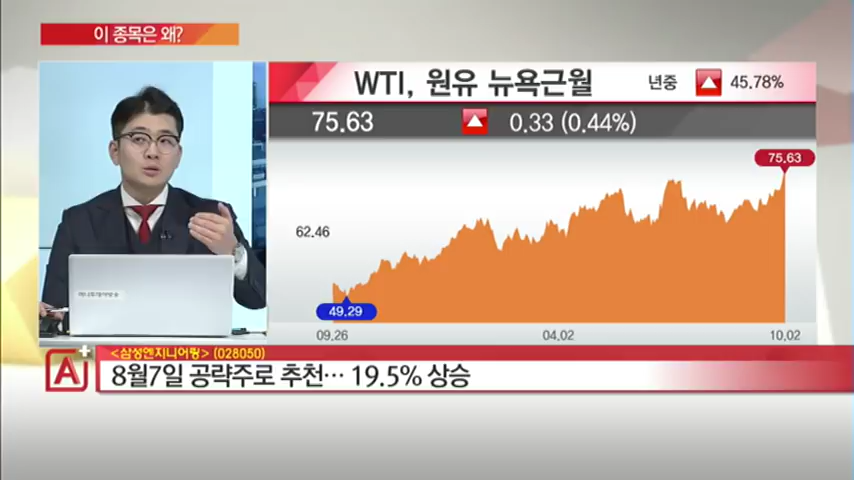 이 종목은 왜?
WTI, 원유 뉴욕근월
년중 45.78%
75.63 0.33 (0.44%)
75.63
62.46
49.29
09.26 04.02 10.02
<삼성엔지니어링> (028050)
A+
8월7일 공략주로 추천… 19.5% 상승